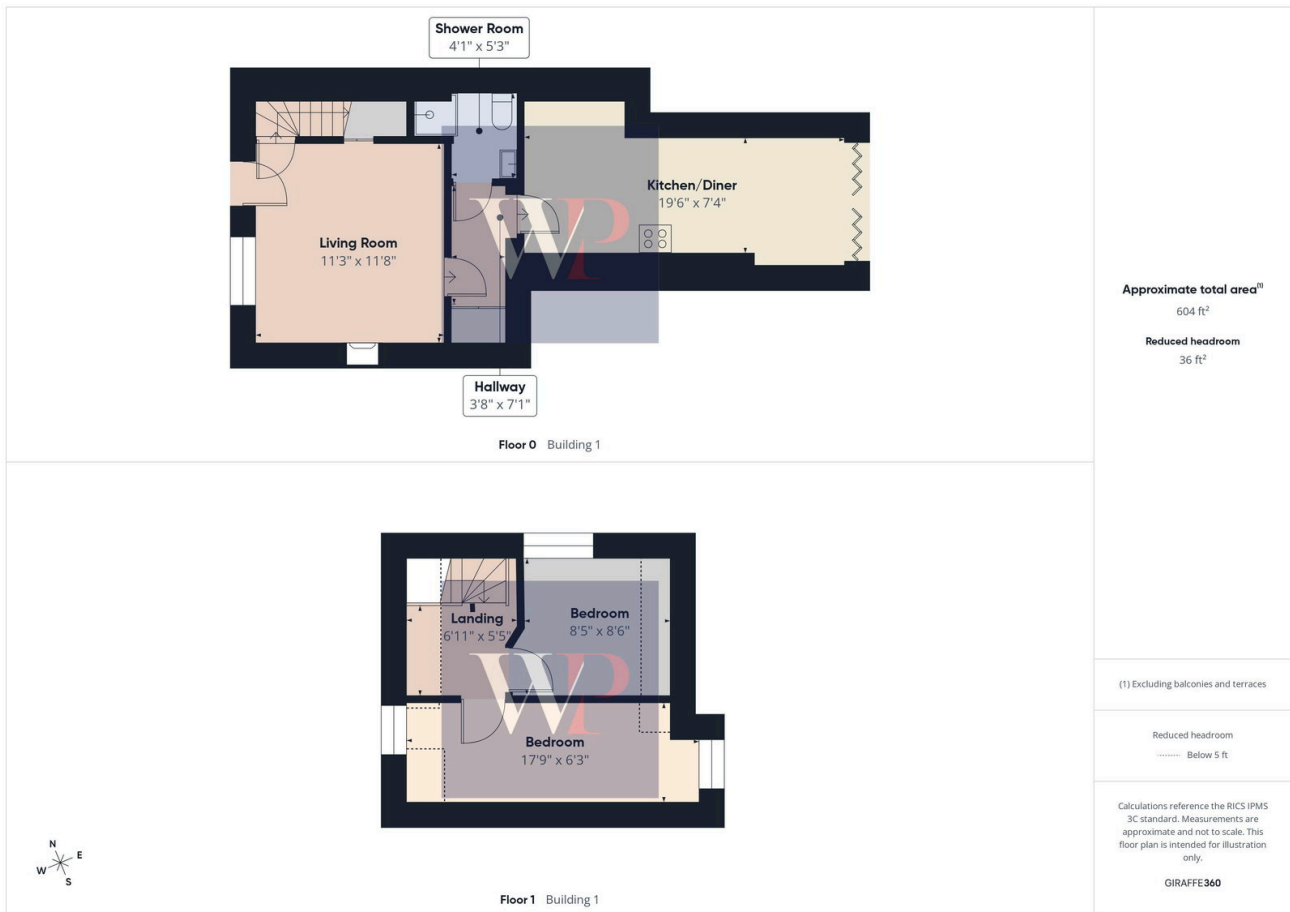 Shower Room
4'1" x 5'3"
Kitchen/Diner
19'6" x 7'4"
Living Room
11'3" x 11'8"
WP
Hallway
3'8" x 7'1"
Floor 0 Building 1
Landing
6'11" x 5'5"
Bedroom
8'5" x 8'6"
WP
Bedroom
17'9" x 6'3"
N
E
W
S
Floor 1 Building 1
Approximate total area(1)
604 ft²
Reduced headroom
36 ft²
(1) Excluding balconies and terraces
Reduced headroom
Below 5 ft
Calculations reference the RICS IPMS
3C standard. Measurements are
approximate and not to scale. This
floor plan is intended for illustration
only.
GIRAFFE360